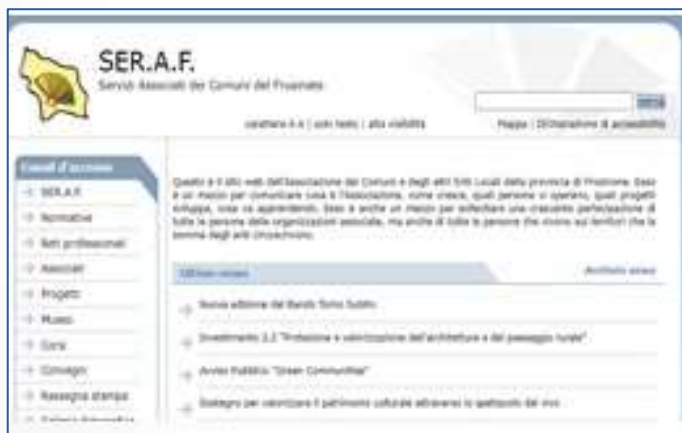 SER.A.F.
Servizi Associati dei Comuni del Frusinate
cerca
carattere A A | solo testo | alta visibilità
Mappa | Dichiarazione di accessibilità
Canali d'accesso
SER.A.F.
Normativa
Reti professionali
Associati
Progetti
Museo
Corsi
Convegni
Rassegna stampa
Questo è il sito web dell'Associazione dei Comuni e degli altri Enti Locali della provincia di Frosinone. Esso
è un mezzo per comunicare cosa è l'Associazione, come cresce, quali persone vi operano, quali progetti
sviluppa, cosa va apprendendo. Esso è anche un mezzo per sollecitare una crescente partecipazione di
tutte le persone delle organizzazioni associate, ma anche di tutte le persone che vivono sui territori che la
somma degli enti circoscrivono.
Ultime news
Archivio news
Nuova edizione del Bando Torno Subito
Investimento 2.2 "Protezione e valorizzazione dell'architettura e del paesaggio rurale"
Avviso Pubblico "Green Communities"
Sostegno per valorizzare il patrimonio culturale attraverso lo spettacolo dal vivo